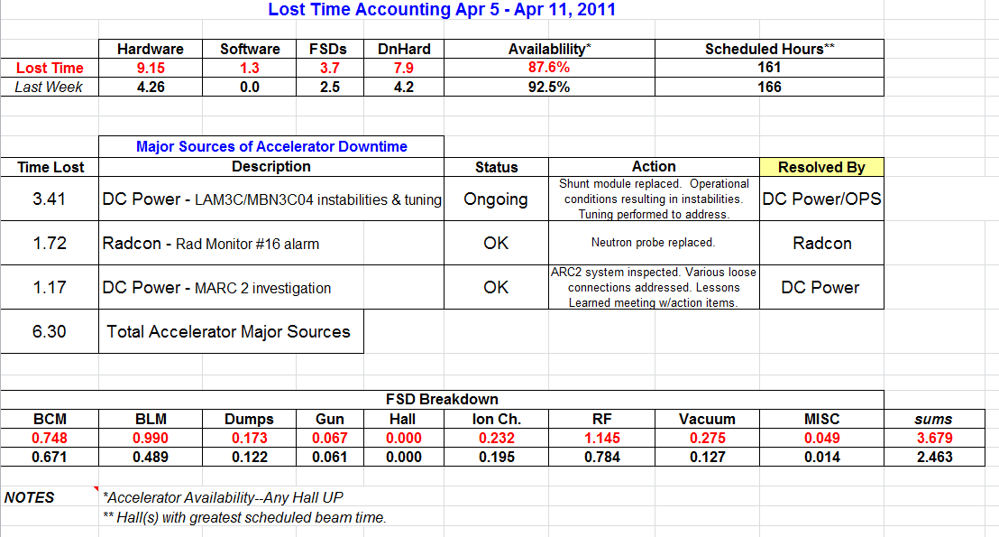 Lost Time Accounting Apr 5 - Apr 11, 2011
Hardware Software FSDs DnHard Availablility* Scheduled Hours**
Lost Time 9.15 1.3 3.7 7.9 87.6% 161
Last Week 4.26 0.0 2.5 4.2 92.5% 166
Major Sources of Accelerator Downtime
Time Lost Description Status Action Resolved By
3.41 DC Power - LAM3C/MBN3C04 instabilities & tuning Ongoing Shunt module replaced. Operational
conditions resulting in instabilities.
Tuning performed to address. DC Power/OPS
1.72 Radcon - Rad Monitor #16 alarm OK Neutron probe replaced. Radcon
1.17 DC Power - MARC 2 investigation OK ARC2 system inspected. Various loose
connections addressed. Lessons
Learned meeting w/action items. DC Power
6.30 Total Accelerator Major Sources
FSD Breakdown
BCM BLM Dumps Gun Hall Ion Ch. RF Vacuum MISC sums
0.748 0.990 0.173 0.067 0.000 0.232 1.145 0.275 0.049 3.679
0.671 0.489 0.122 0.061 0.000 0.195 0.784 0.127 0.014 2.463
NOTES *Accelerator Availability--Any Hall UP
** Hall(s) with greatest scheduled beam time.